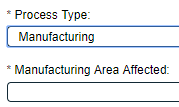 * Process Type:
Manufacturing
* Manufacturing Area Affected: